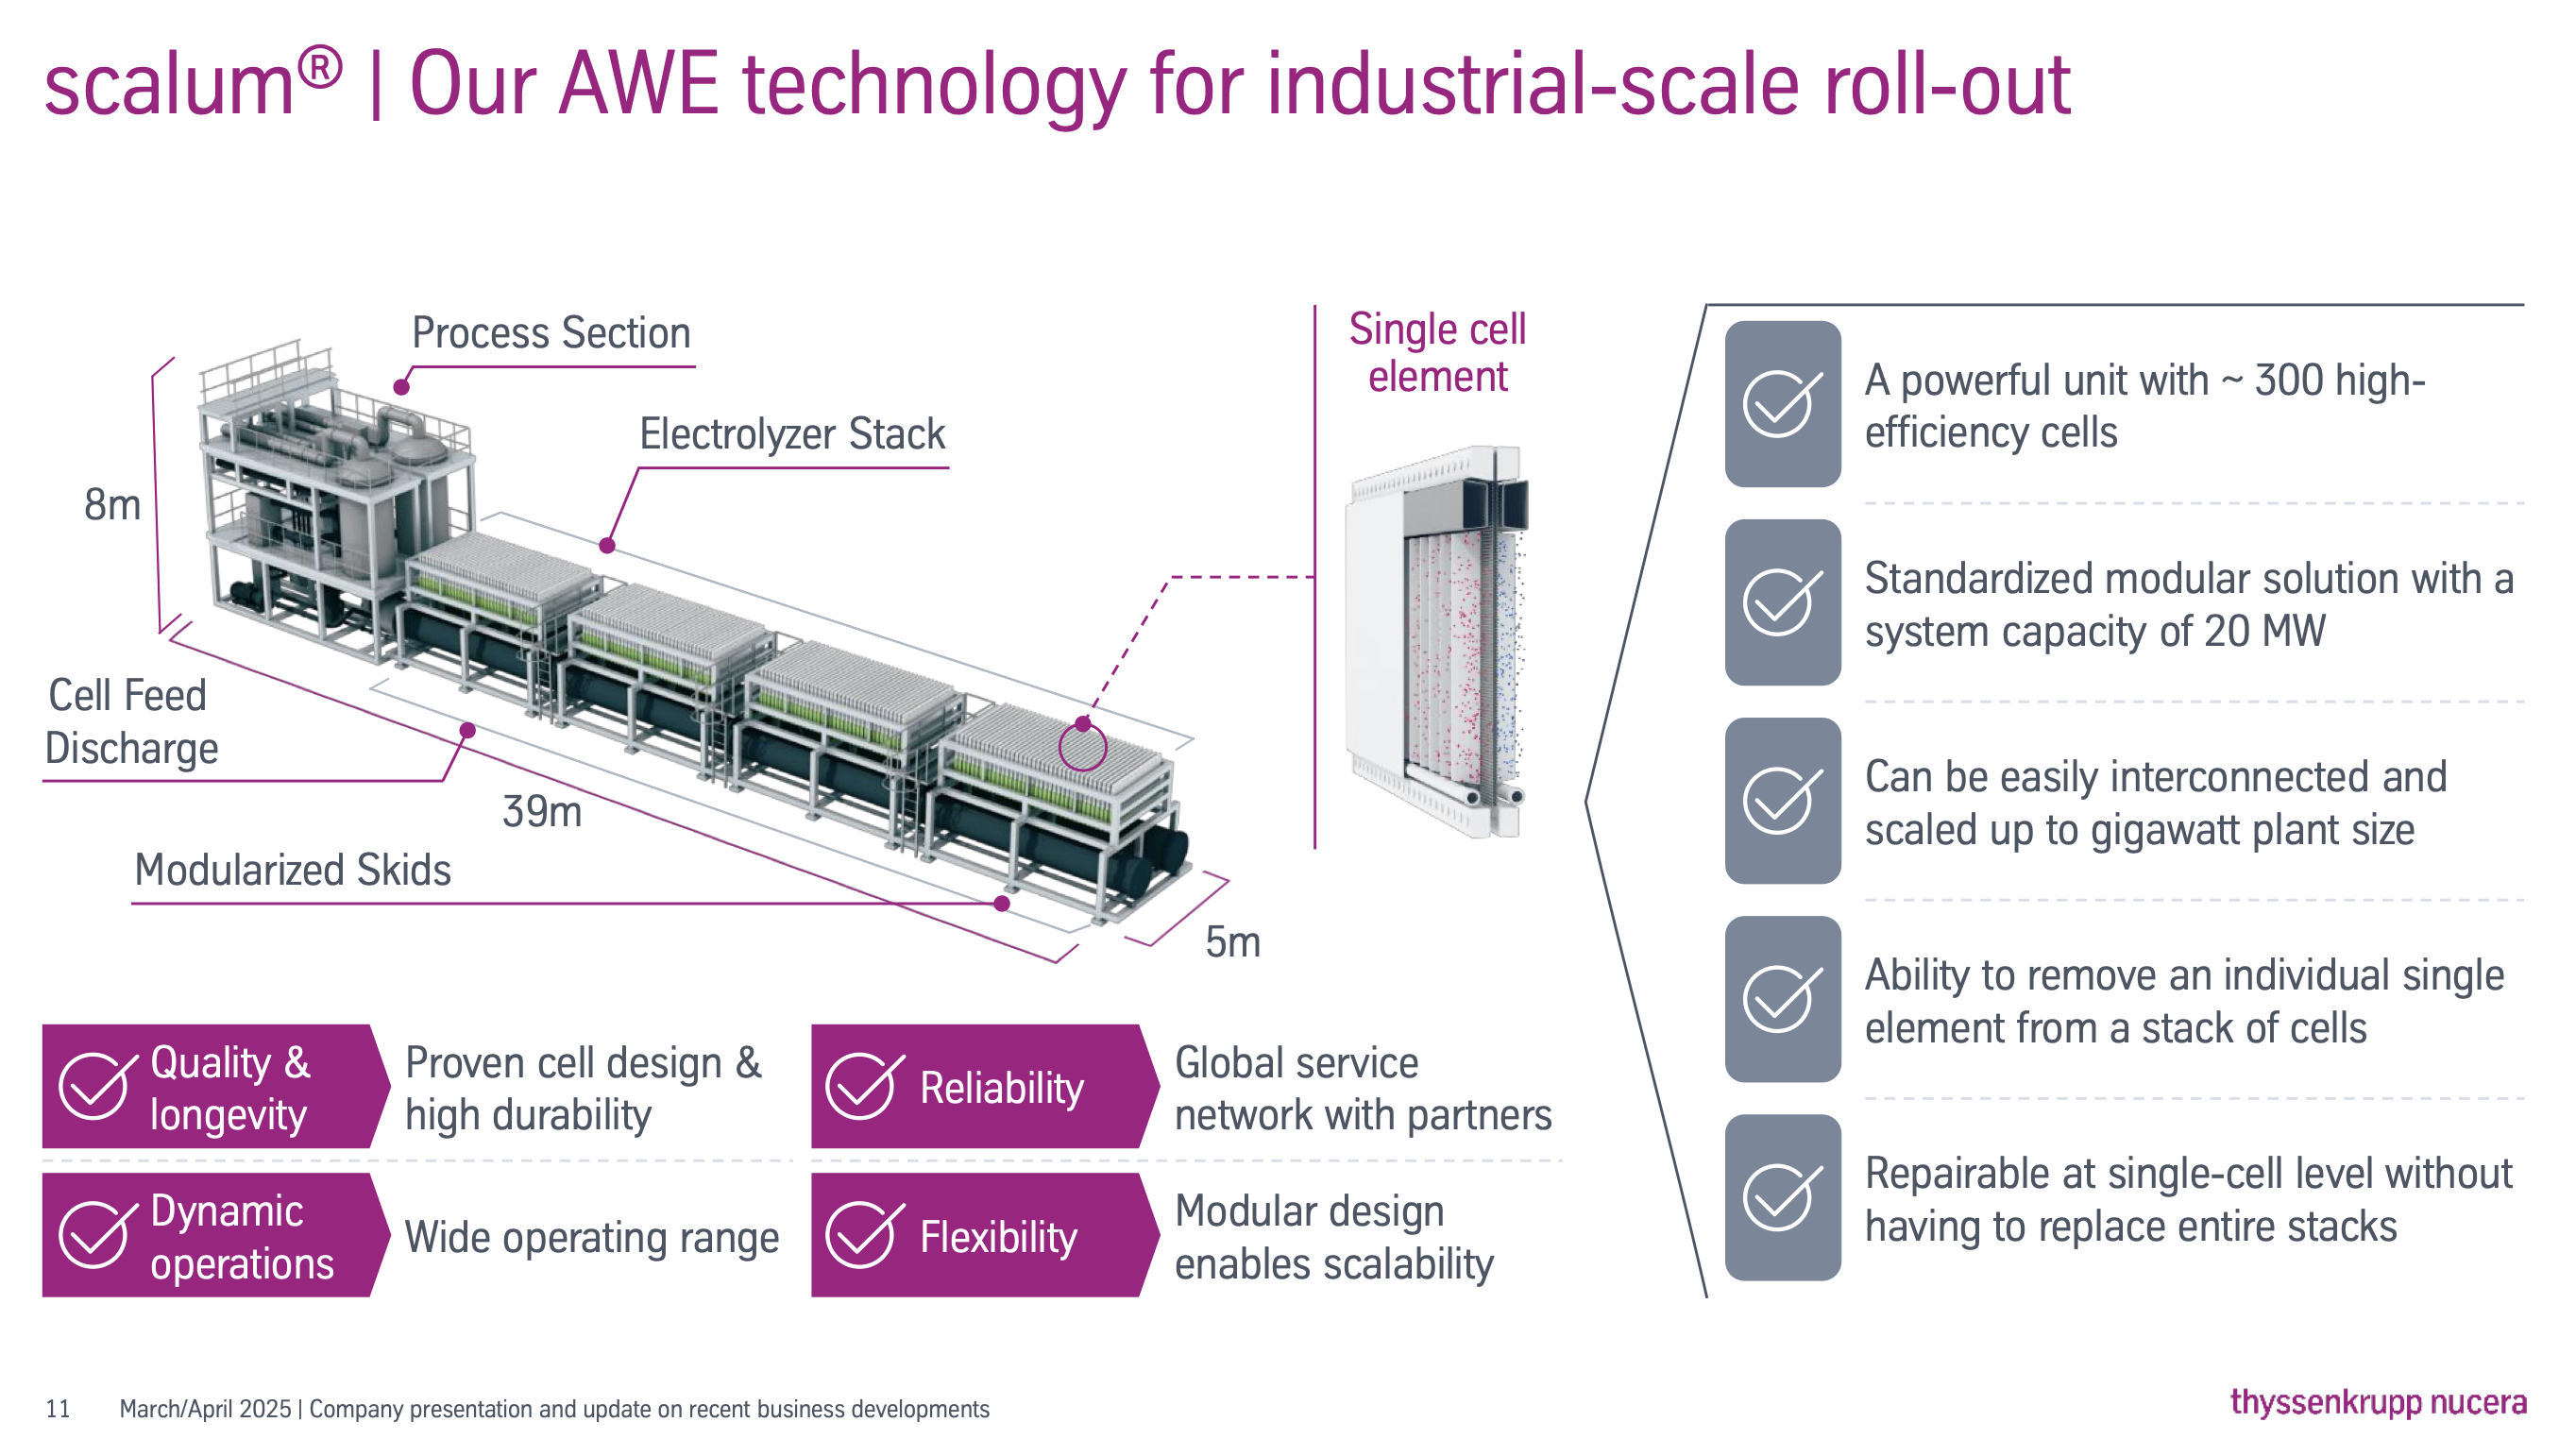 scalum® | Our AWE technology for industrial-scale roll-out
Process Section
Electrolyzer Stack
8m
Cell Feed
Discharge
39m
Modularized Skids
5m
Single cell
element
A powerful unit with ~ 300 high-
efficiency cells
Standardized modular solution with a
system capacity of 20 MW
Can be easily interconnected and
scaled up to gigawatt plant size
Ability to remove an individual single
element from a stack of cells
Repairable at single-cell level without
having to replace entire stacks
Quality &
longevity
Proven cell design &
high durability
Reliability
Global service
network with partners
Dynamic
operations
Wide operating range
Flexibility
Modular design
enables scalability
11
March/April 2025 | Company presentation and update on recent business developments
thyssenkrupp nucera